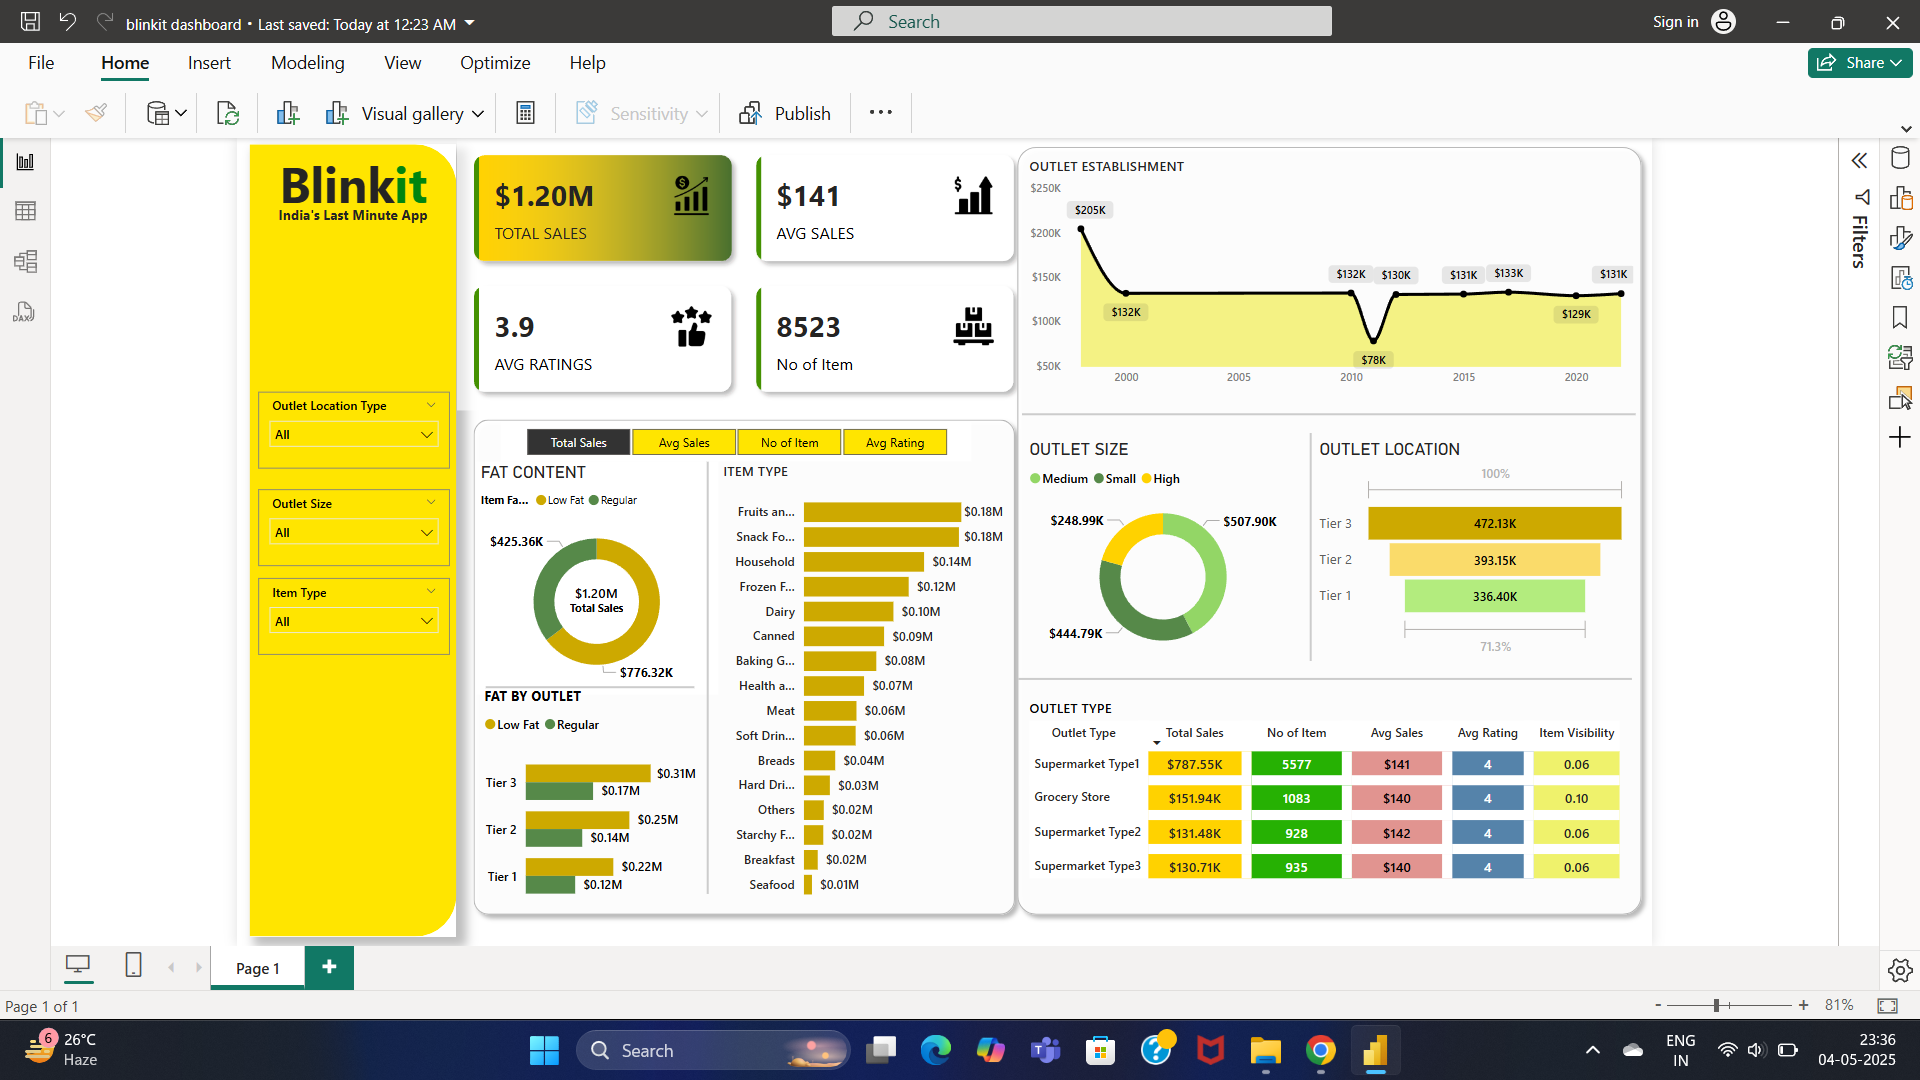 blinkit dashboard • Last saved: Today at 12:23 AM
Search
Sign in
File Home Insert Modeling View Optimize Help
Share
Visual gallery
Sensitivity
Publish
Filters
DAX
Blinkit
India's Last Minute App
Outlet Location Type
All
Outlet Size
All
Item Type
All
$1.20M
TOTAL SALES
$141
AVG SALES
3.9
AVG RATINGS
8523
No of Item
Total Sales Avg Sales No of Item Avg Rating
FAT CONTENT
Item Fa... Low Fat Regular
$425.36K
$1.20M
Total Sales
$776.32K
FAT BY OUTLET
Low Fat Regular
Tier 3 $0.31M
$0.17M
Tier 2 $0.25M
$0.14M
Tier 1 $0.22M
$0.12M
ITEM TYPE
Fruits an... $0.18M
Snack Fo... $0.18M
Household $0.14M
Frozen F... $0.12M
Dairy $0.10M
Canned $0.09M
Baking G... $0.08M
Health a... $0.07M
Meat $0.06M
Soft Drin... $0.06M
Breads $0.04M
Hard Dri... $0.03M
Others $0.02M
Starchy F... $0.02M
Breakfast $0.02M
Seafood $0.01M
OUTLET ESTABLISHMENT
$250K
$200K
$150K
$100K
$50K
$205K
$132K
$132K
$78K
$130K
$131K
$133K
$129K
$131K
2000 2005 2010 2015 2020
OUTLET SIZE
Medium Small High
$248.99K
$507.90K
$444.79K
OUTLET LOCATION
100%
Tier 3 472.13K
Tier 2 393.15K
Tier 1 336.40K
71.3%
OUTLET TYPE
Outlet Type Total Sales No of Item Avg Sales Avg Rating Item Visibility
Supermarket Type1 $787.55K 5577 $141 4 0.06
Grocery Store $151.94K 1083 $140 4 0.10
Supermarket Type2 $131.48K 928 $142 4 0.06
Supermarket Type3 $130.71K 935 $140 4 0.06
Page 1
Page 1 of 1
- + 81%
6
26°C
Haze
Search
ENG
IN
23:36
04-05-2025